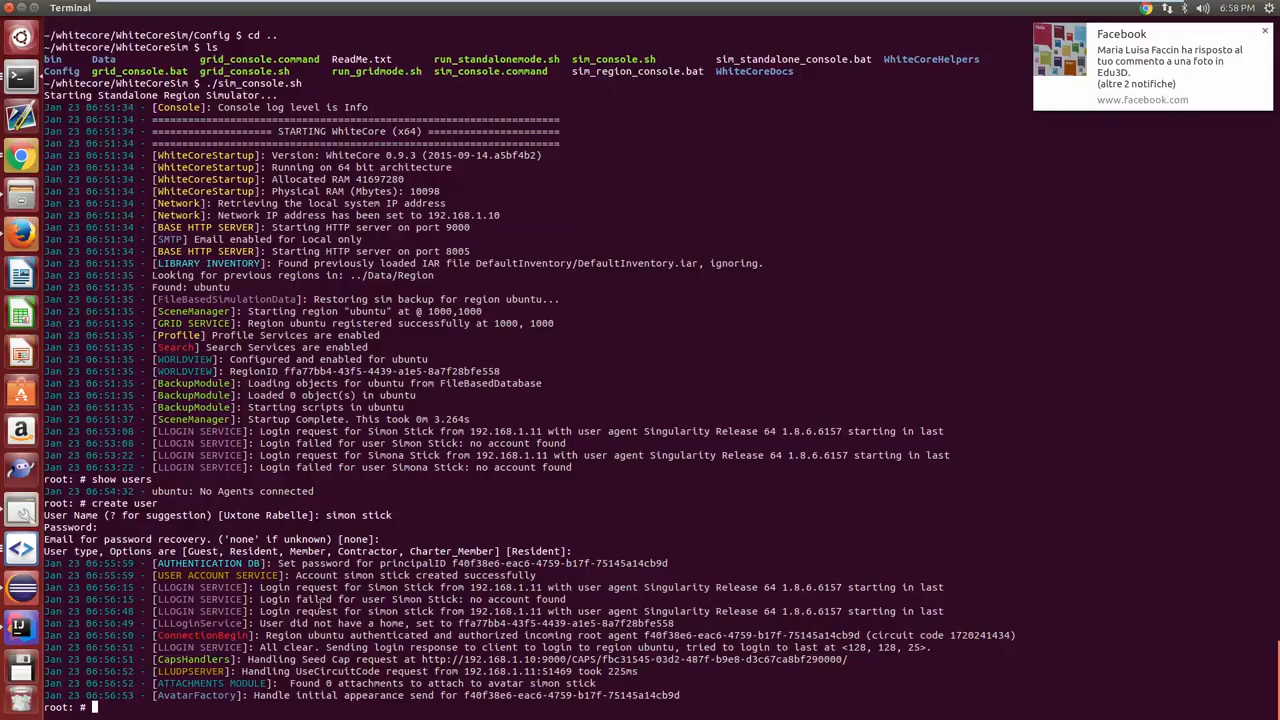 Terminal
6:58 PM
~/whitecore/WhiteCoreSim/Config $ cd ..
~/whitecore/WhiteCoreSim $ ls
bin Data grid_console.command ReadMe.txt run_standalonemode.sh sim_console.sh sim_standalone_console.bat WhiteCoreHelpers
Config grid_console.bat grid_console.sh run_gridmode.sh sim_console.command sim_region_console.bat WhiteCoreDocs
~/whitecore/WhiteCoreSim $ ./sim_console.sh
Starting Standalone Region Simulator...
Jan 23 06:51:34 - [Console]: Console log level is Info
Jan 23 06:51:34 - ====================================================================
Jan 23 06:51:34 - ==================== STARTING WhiteCore (x64) ======================
Jan 23 06:51:34 - ====================================================================
Jan 23 06:51:34 - [WhiteCoreStartup]: Version: WhiteCore 0.9.3 (2015-09-14.a5bf4b2)
Jan 23 06:51:34 - [WhiteCoreStartup]: Running on 64 bit architecture
Jan 23 06:51:34 - [WhiteCoreStartup]: Allocated RAM 41697280
Jan 23 06:51:34 - [WhiteCoreStartup]: Physical RAM (Mbytes): 10098
Jan 23 06:51:34 - [Network]: Retrieving the local system IP address
Jan 23 06:51:34 - [Network]: Network IP address has been set to 192.168.1.10
Jan 23 06:51:34 - [BASE HTTP SERVER]: Starting HTTP server on port 9000
Jan 23 06:51:34 - [SMTP] Email enabled for Local only
Jan 23 06:51:34 - [BASE HTTP SERVER]: Starting HTTP server on port 8005
Jan 23 06:51:35 - [LIBRARY INVENTORY]: Found previously loaded IAR file DefaultInventory/DefaultInventory.iar, ignoring.
Jan 23 06:51:35 - Looking for previous regions in: ../Data/Region
Jan 23 06:51:35 - Found: ubuntu
Jan 23 06:51:35 - [FileBasedSimulationData]: Restoring sim backup for region ubuntu...
Jan 23 06:51:35 - [SceneManager]: Starting region "ubuntu" at @ 1000,1000
Jan 23 06:51:35 - [GRID SERVICE]: Region ubuntu registered successfully at 1000, 1000
Jan 23 06:51:35 - [Profile] Profile Services are enabled
Jan 23 06:51:35 - [Search] Search Services are enabled
Jan 23 06:51:35 - [WORLDVIEW]: Configured and enabled for ubuntu
Jan 23 06:51:35 - [WORLDVIEW]: RegionID ffa77bb4-43f5-4439-a1e5-8a7f28bfe558
Jan 23 06:51:35 - [BackupModule]: Loading objects for ubuntu from FileBasedDatabase
Jan 23 06:51:35 - [BackupModule]: Loaded 0 object(s) in ubuntu
Jan 23 06:51:35 - [BackupModule]: Starting scripts in ubuntu
Jan 23 06:51:37 - [SceneManager]: Startup Complete. This took 0m 3.264s
Jan 23 06:53:08 - [LLOGIN SERVICE]: Login request for Simon Stick from 192.168.1.11 with user agent Singularity Release 64 1.8.6.6157 starting in last
Jan 23 06:53:08 - [LLOGIN SERVICE]: Login failed for user Simon Stick: no account found
Jan 23 06:53:22 - [LLOGIN SERVICE]: Login request for Simona Stick from 192.168.1.11 with user agent Singularity Release 64 1.8.6.6157 starting in last
Jan 23 06:53:22 - [LLOGIN SERVICE]: Login failed for user Simona Stick: no account found
root: # show users
Jan 23 06:54:32 - ubuntu: No Agents connected
root: # create user
User Name (? for suggestion) [Uxtone Rabelle]: simon stick
Password:
Email for password recovery. ('none' if unknown) [none]:
User type, Options are [Guest, Resident, Member, Contractor, Charter_Member] [Resident]:
Jan 23 06:55:59 - [AUTHENTICATION DB]: Set password for principalID f40f38e6-eac6-4759-b17f-75145a14cb9d
Jan 23 06:55:59 - [USER ACCOUNT SERVICE]: Account simon stick created successfully
Jan 23 06:56:15 - [LLOGIN SERVICE]: Login request for Simon Stick from 192.168.1.11 with user agent Singularity Release 64 1.8.6.6157 starting in last
Jan 23 06:56:15 - [LLOGIN SERVICE]: Login failed for user Simon Stick: no account found
Jan 23 06:56:48 - [LLOGIN SERVICE]: Login request for simon stick from 192.168.1.11 with user agent Singularity Release 64 1.8.6.6157 starting in last
Jan 23 06:56:49 - [LLLoginService]: User did not have a home, set to ffa77bb4-43f5-4439-a1e5-8a7f28bfe558
Jan 23 06:56:50 - [ConnectionBegin]: Region ubuntu authenticated and authorized incoming root agent f40f38e6-eac6-4759-b17f-75145a14cb9d (circuit code 1720241434)
Jan 23 06:56:51 - [LLOGIN SERVICE]: All clear. Sending login response to client to login to region ubuntu, tried to login to last at <128, 128, 25>.
Jan 23 06:56:51 - [CapsHandlers]: Handling Seed Cap request at http://192.168.1.10:9000/CAPS/fbc31545-03d2-487f-b9e8-d3c67ca8bf290000/
Jan 23 06:56:52 - [LLUDPSERVER]: Handling UseCircuitCode request from 192.168.1.11:51469 took 225ms
Jan 23 06:56:52 - [ATTACHMENTS MODULE]: Found 0 attachments to attach to avatar simon stick
Jan 23 06:56:53 - [AvatarFactory]: Handle initial appearance send for f40f38e6-eac6-4759-b17f-75145a14cb9d
root: #
Facebook
Maria Luisa Faccin ha risposto al
tuo commento a una foto in
Edu3D.
(altre 2 notifiche)
www.facebook.com